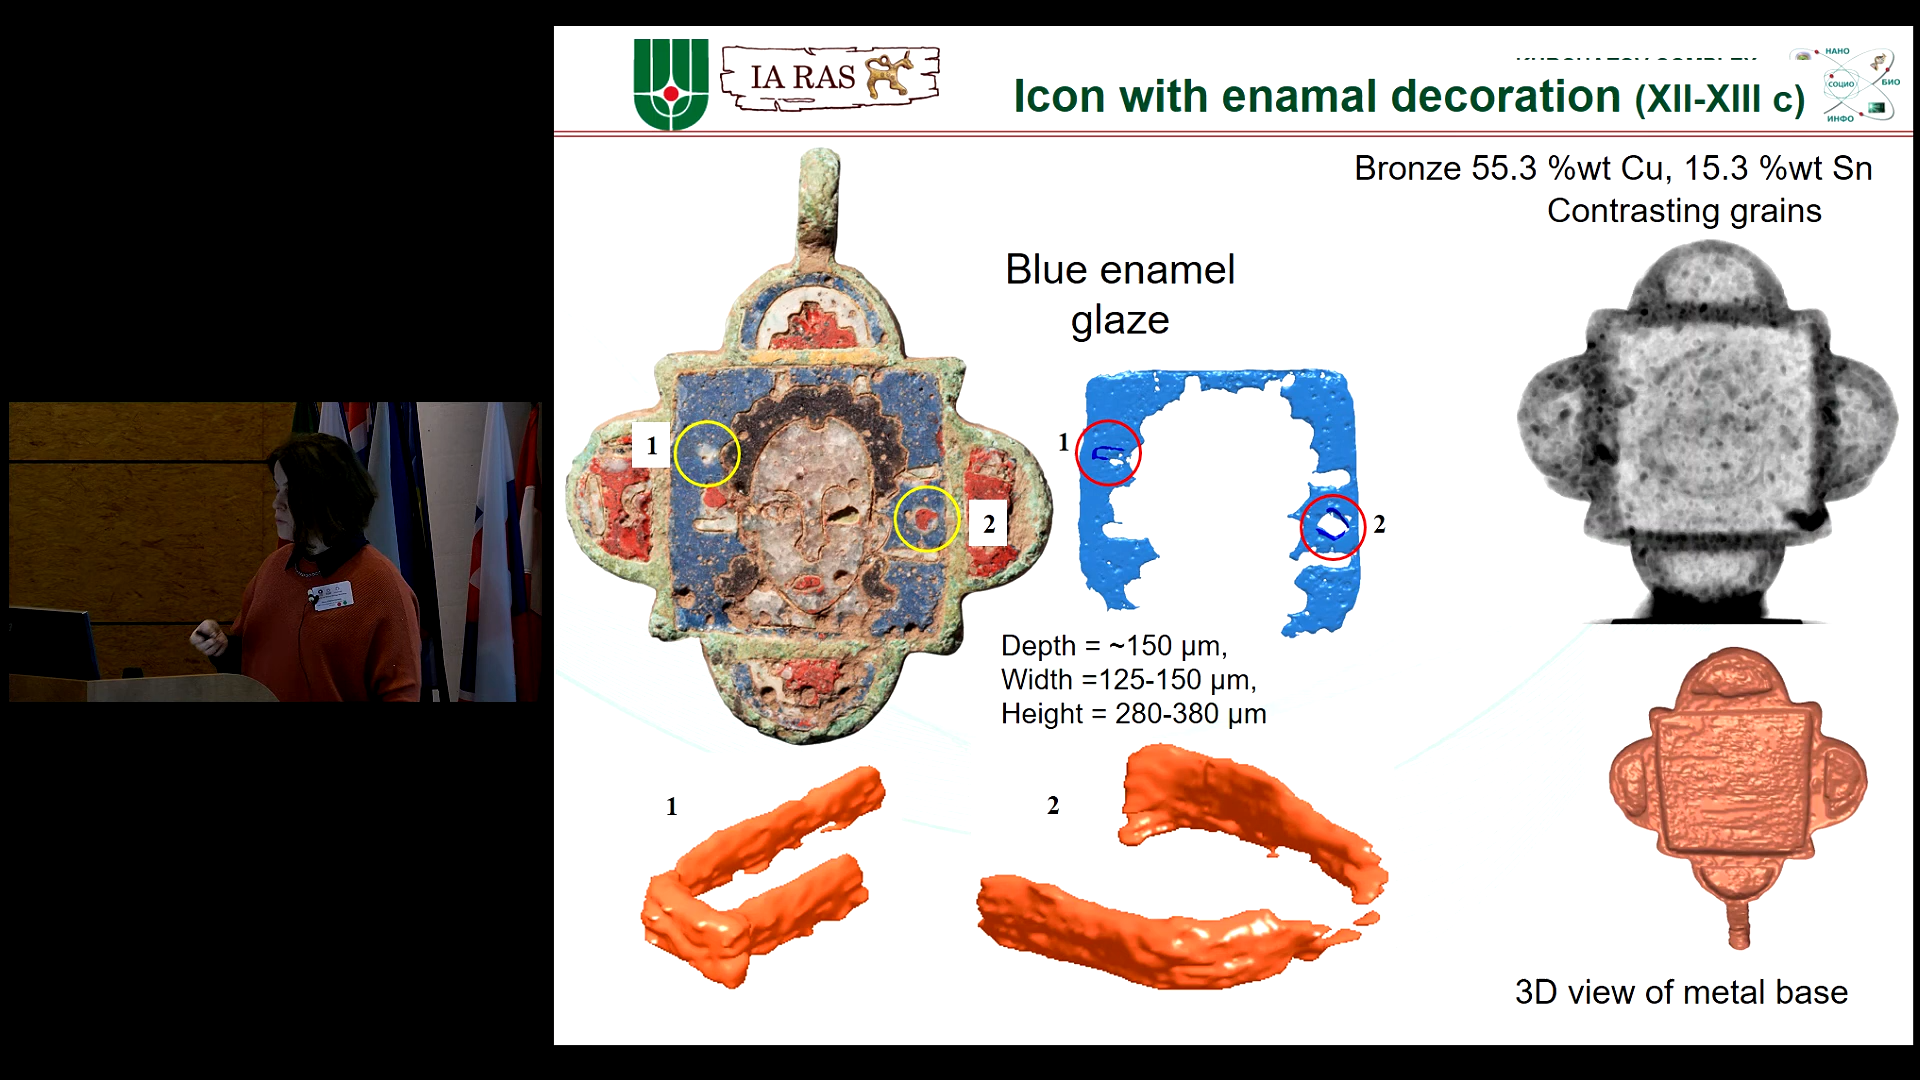 IA RAS
НАНО
БИО
СОЦИО
ИНФО
Icon with enamal decoration (XII-XIII c)
Bronze 55.3 %wt Cu, 15.3 %wt Sn
Contrasting grains
Blue enamel
glaze
1
2
1
2
Depth = ~150 µm,
Width =125-150 µm,
Height = 280-380 µm
1
2
3D view of metal base